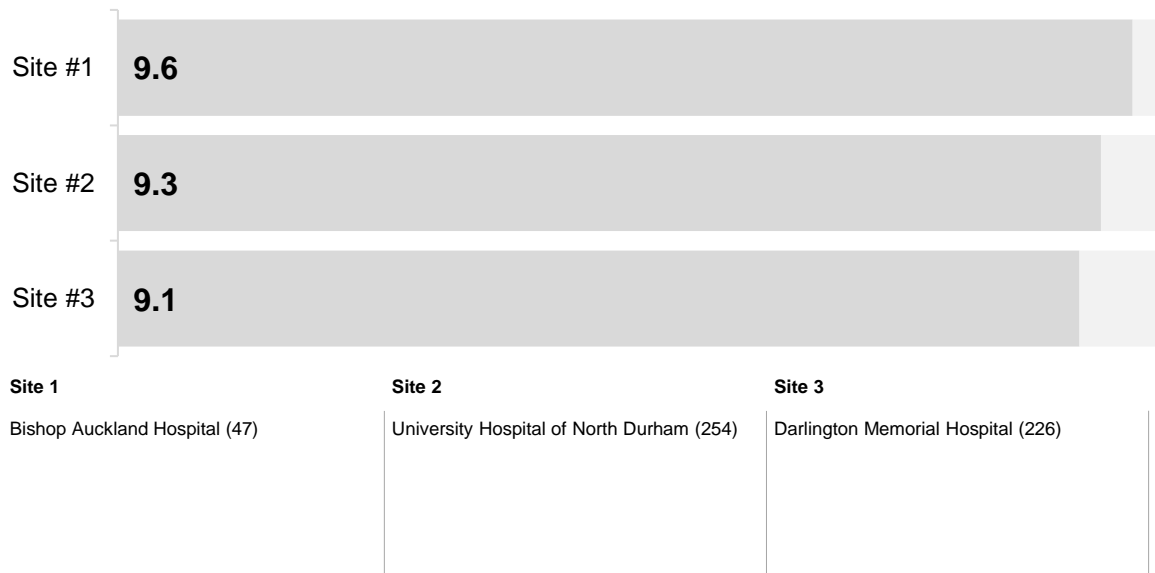 Site #1 9.6
Site #2 9.3
Site #3 9.1
Site 1 Site 2 Site 3
Bishop Auckland Hospital (47) University Hospital of North Durham (254) Darlington Memorial Hospital (226)